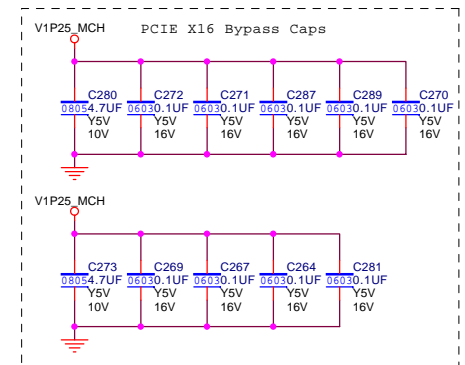 PCIE X16 Bypass Caps
V1P25_MCH
C280 C272 C271 C287 C289 C270
0805 4.7UF 0603 0.1UF 0603 0.1UF 0603 0.1UF 0603 0.1UF 0603 0.1UF
Y5V Y5V Y5V Y5V Y5V Y5V
10V 16V 16V 16V 16V 16V
V1P25_MCH
C273 C269 C267 C264 C281
0805 4.7UF 0603 0.1UF 0603 0.1UF 0603 0.1UF 0603 0.1UF
Y5V Y5V Y5V Y5V Y5V
10V 16V 16V 16V 16V